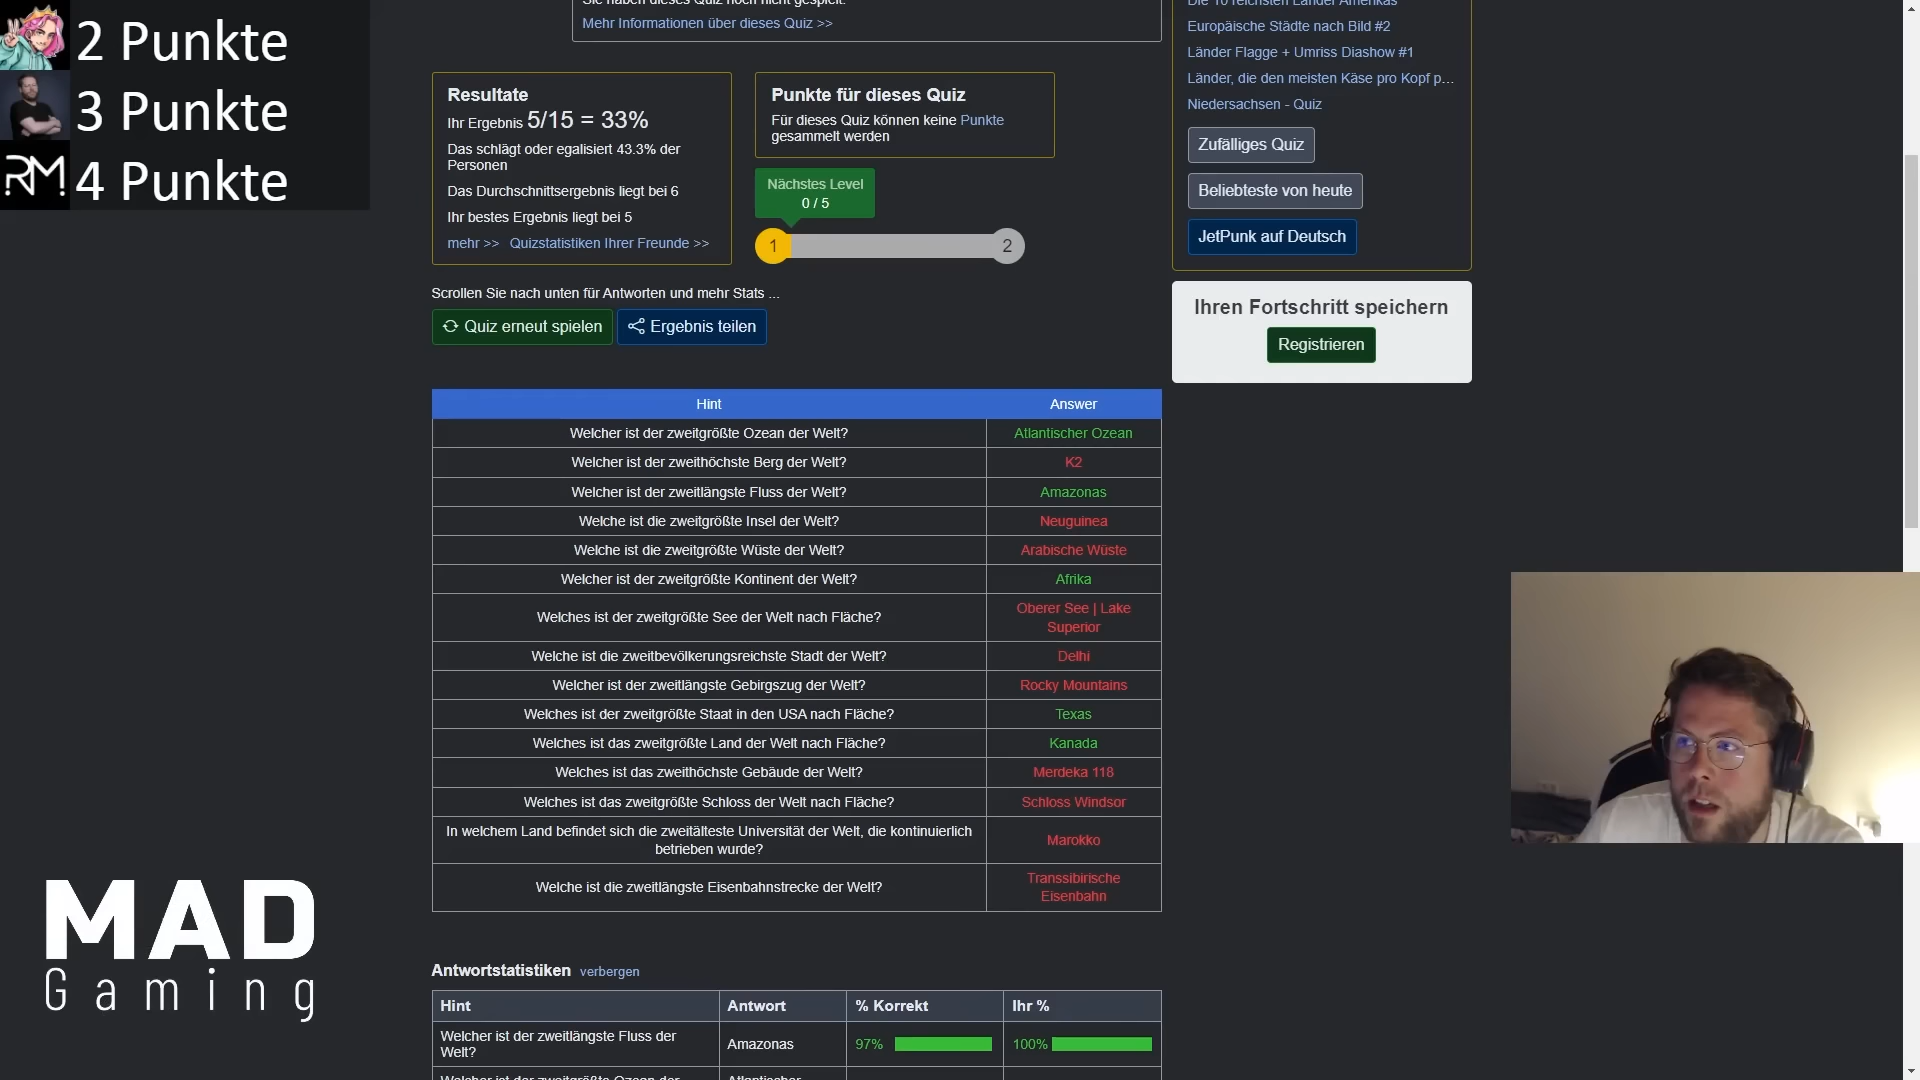 2 Punkte
3 Punkte
RM
4 Punkte
Mehr Informationen über dieses Quiz >>
Resultate
Ihr Ergebnis 5/15 = 33%
Das schlägt oder egalisiert 43.3% der
Personen
Das Durchschnittsergebnis liegt bei 6
Ihr bestes Ergebnis liegt bei 5
mehr >> Quizstatistiken Ihrer Freunde >>
Punkte für dieses Quiz
Für dieses Quiz können keine Punkte
gesammelt werden
Nächstes Level
0 / 5
1
2
Scrollen Sie nach unten für Antworten und mehr Stats ...
Quiz erneut spielen
Ergebnis teilen
Die 10 reichsten Länder Amerikas
Europäische Städte nach Bild #2
Länder Flagge + Umriss Diashow #1
Länder, die den meisten Käse pro Kopf p...
Niedersachsen - Quiz
Zufälliges Quiz
Beliebteste von heute
JetPunk auf Deutsch
Ihren Fortschritt speichern
Registrieren
Hint Answer
Welcher ist der zweitgrößte Ozean der Welt? Atlantischer Ozean
Welcher ist der zweithöchste Berg der Welt? K2
Welcher ist der zweitlängste Fluss der Welt? Amazonas
Welche ist die zweitgrößte Insel der Welt? Neuguinea
Welche ist die zweitgrößte Wüste der Welt? Arabische Wüste
Welcher ist der zweitgrößte Kontinent der Welt? Afrika
Welches ist der zweitgrößte See der Welt nach Fläche? Oberer See | Lake
Superior
Welche ist die zweitbevölkerungsreichste Stadt der Welt? Delhi
Welcher ist der zweitlängste Gebirgszug der Welt? Rocky Mountains
Welches ist der zweitgrößte Staat in den USA nach Fläche? Texas
Welches ist das zweitgrößte Land der Welt nach Fläche? Kanada
Welches ist das zweithöchste Gebäude der Welt? Merdeka 118
Welches ist das zweitgrößte Schloss der Welt nach Fläche? Schloss Windsor
In welchem Land befindet sich die zweitälteste Universität der Welt, die kontinuierlich
betrieben wurde? Marokko
Welche ist die zweitlängste Eisenbahnstrecke der Welt? Transsibirische
Eisenbahn
MAD
Gaming
Antwortstatistiken verbergen
Hint Antwort % Korrekt Ihr %
Welcher ist der zweitlängste Fluss der
Welt? Amazonas 97% 100%